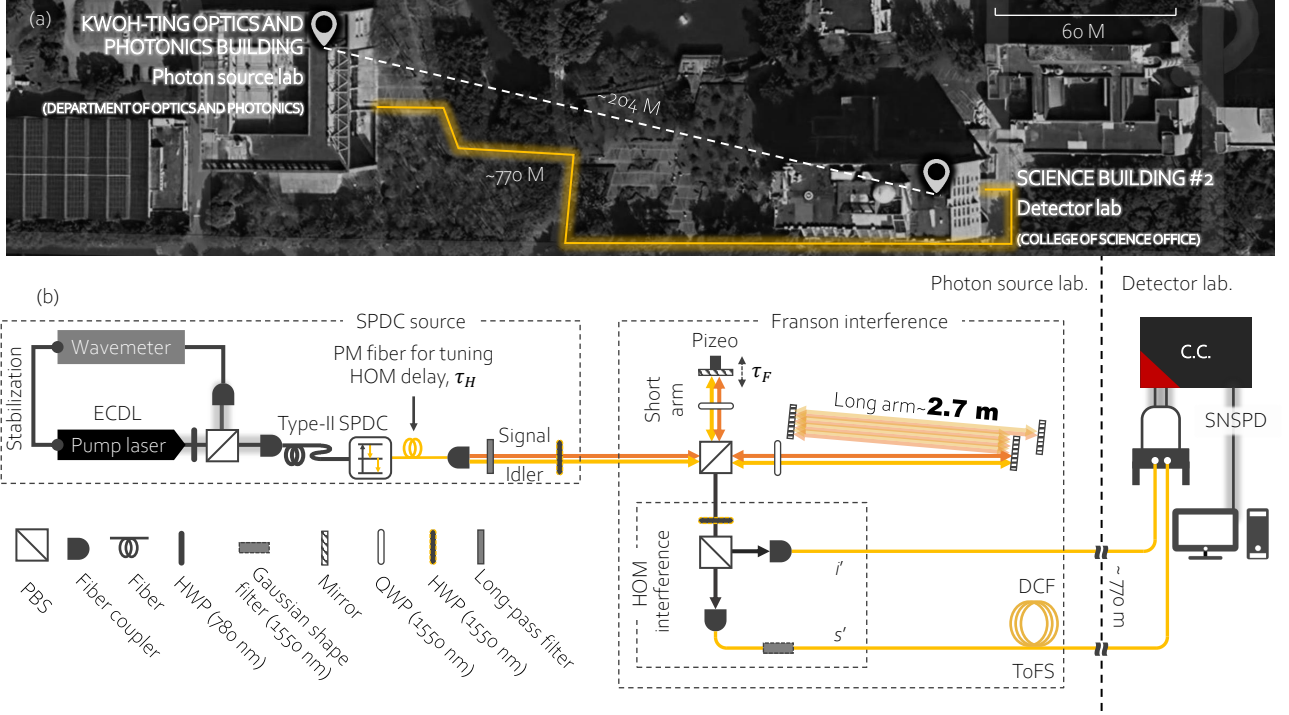 (a)
KWOH-TING OPTICS AND
PHOTONICS BUILDING
Photon source lab
(DEPARTMENT OF OPTICS AND PHOTONICS)
60 M
~204 M
~770 M
SCIENCE BUILDING #2
Detector lab
(COLLEGE OF SCIENCE OFFICE)
(b)
Photon source lab.
Detector lab.
SPDC source
Franson interference
Stabilization
Wavemeter
PM fiber for tuning
HOM delay, τ_H
ECDL
Pump laser
Type-II SPDC
Signal
Idler
Pizeo
τ_F
Short
arm
Long arm~2.7 m
C.C.
SNSPD
HOM
interference
i'
s'
DCF
ToFS
~770 m
PBS
Fiber coupler
Fiber
HWP (780 nm)
Gaussian shape
filter (1550 nm)
Mirror
QWP (1550 nm)
HWP (1550 nm)
Long-pass filter